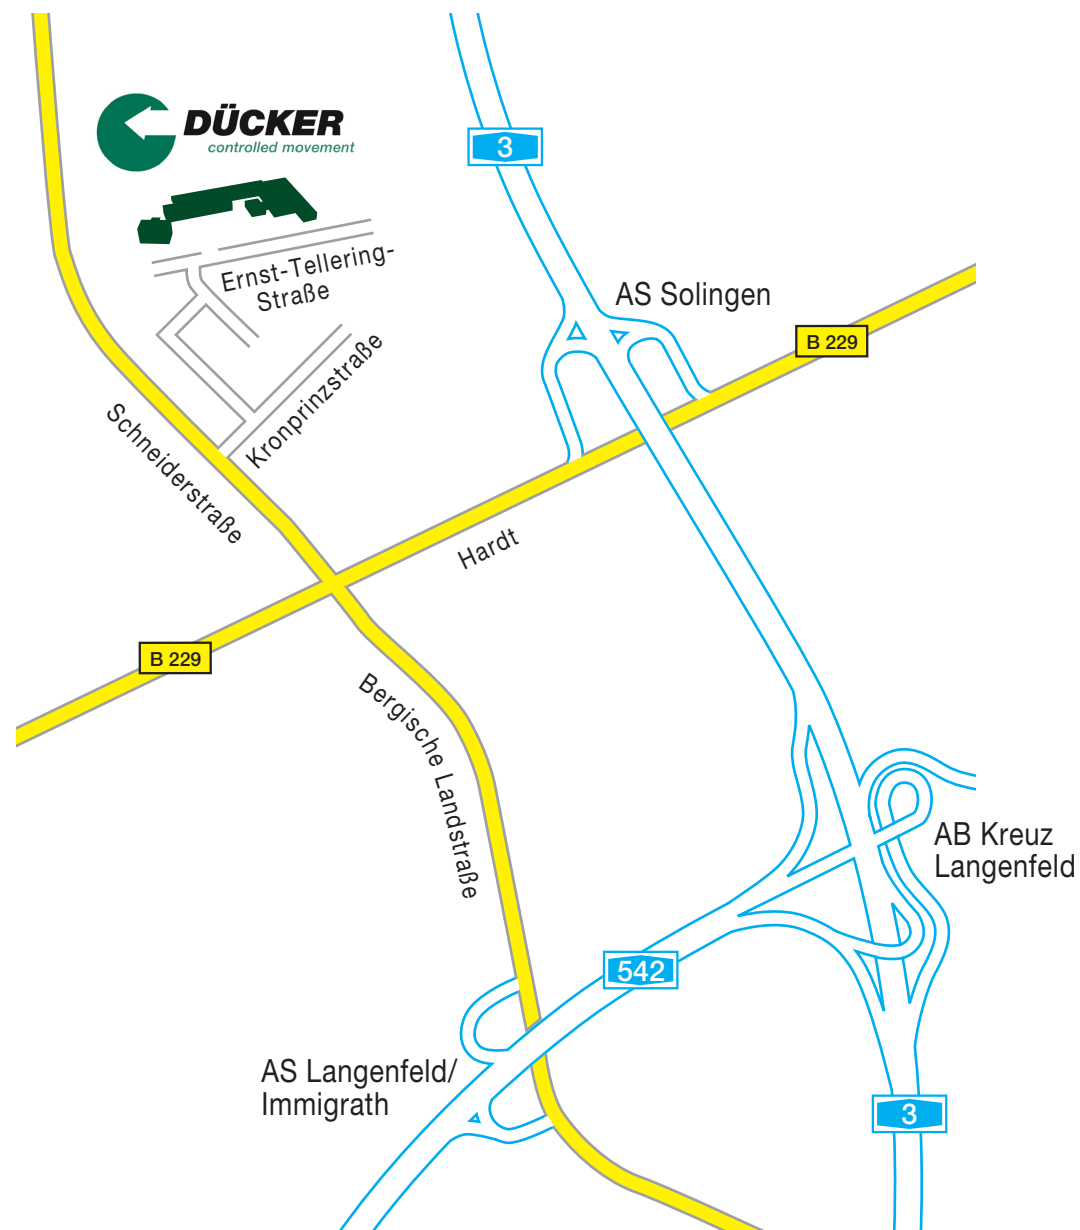 DÜCKER
controlled movement
3
Ernst-Tellering-
Straße
AS Solingen
B 229
Kronprinzstraße
Schneiderstraße
Hardt
B 229
Bergische Landstraße
AB Kreuz
Langenfeld
542
AS Langenfeld/
Immigrath
3